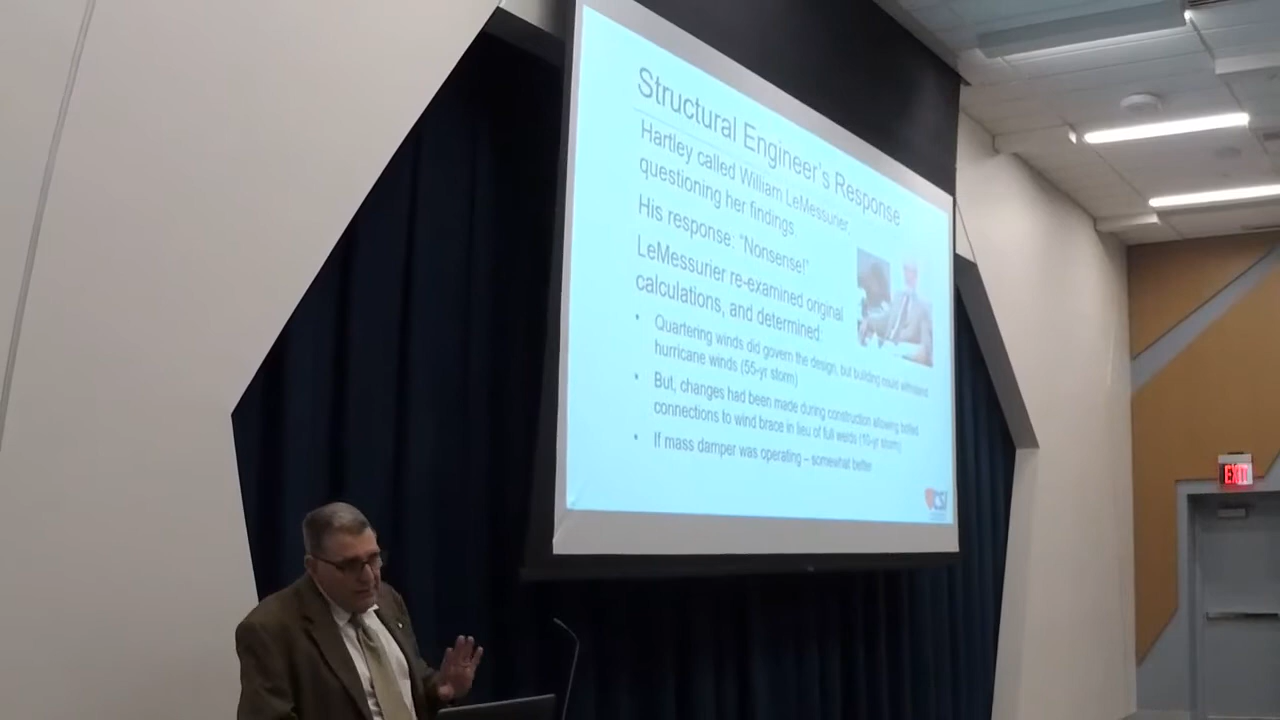 Structural Engineer's Response
Hartley called William LeMessurier,
questioning her findings
His response: "Nonsense!"
LeMessurier re-examined original
calculations, and determined:
• Quartering winds did govern the design, but building could withstand
hurricane winds (55-yr storm)
• But, changes had been made during construction allowing bolted
connections to wind brace in lieu of full welds (16-yr storm)
• If mass damper was operating – somewhat better
CSI
EXIT